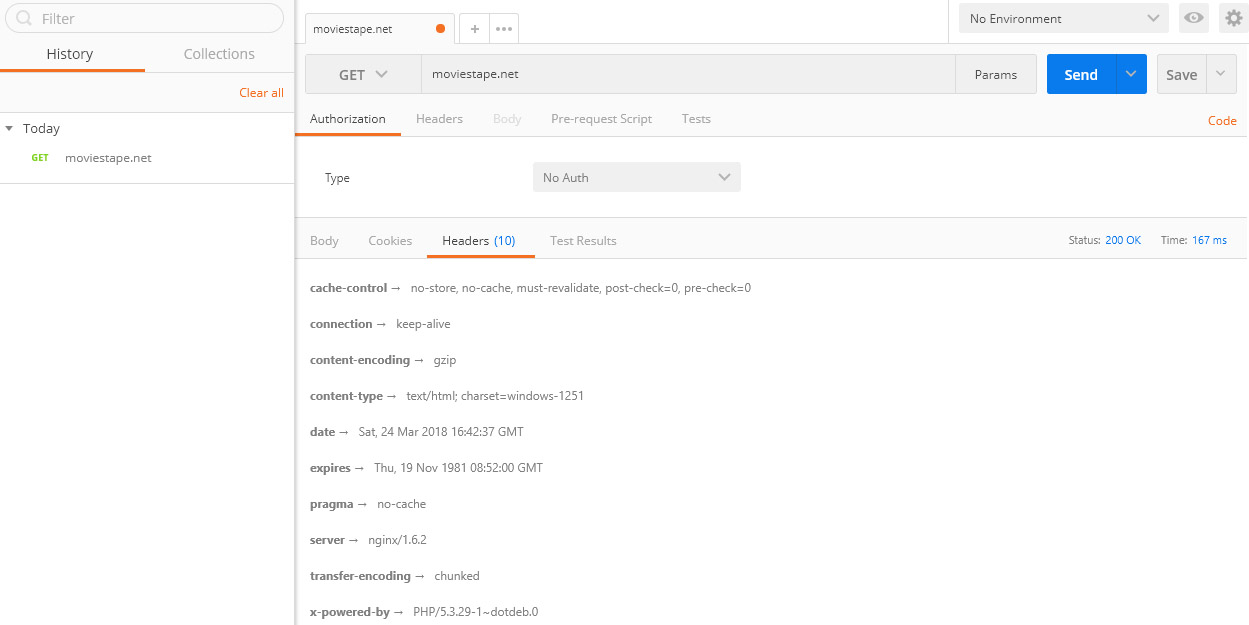 Filter
History Collections
Clear all
Today
GET moviestape.net
moviestape.net + •••
No Environment
GET moviestape.net Params Send Save
Authorization Headers Body Pre-request Script Tests Code
Type No Auth
Body Cookies Headers (10) Test Results Status: 200 OK Time: 167 ms
cache-control → no-store, no-cache, must-revalidate, post-check=0, pre-check=0
connection → keep-alive
content-encoding → gzip
content-type → text/html; charset=windows-1251
date → Sat, 24 Mar 2018 16:42:37 GMT
expires → Thu, 19 Nov 1981 08:52:00 GMT
pragma → no-cache
server → nginx/1.6.2
transfer-encoding → chunked
x-powered-by → PHP/5.3.29-1~dotdeb.0